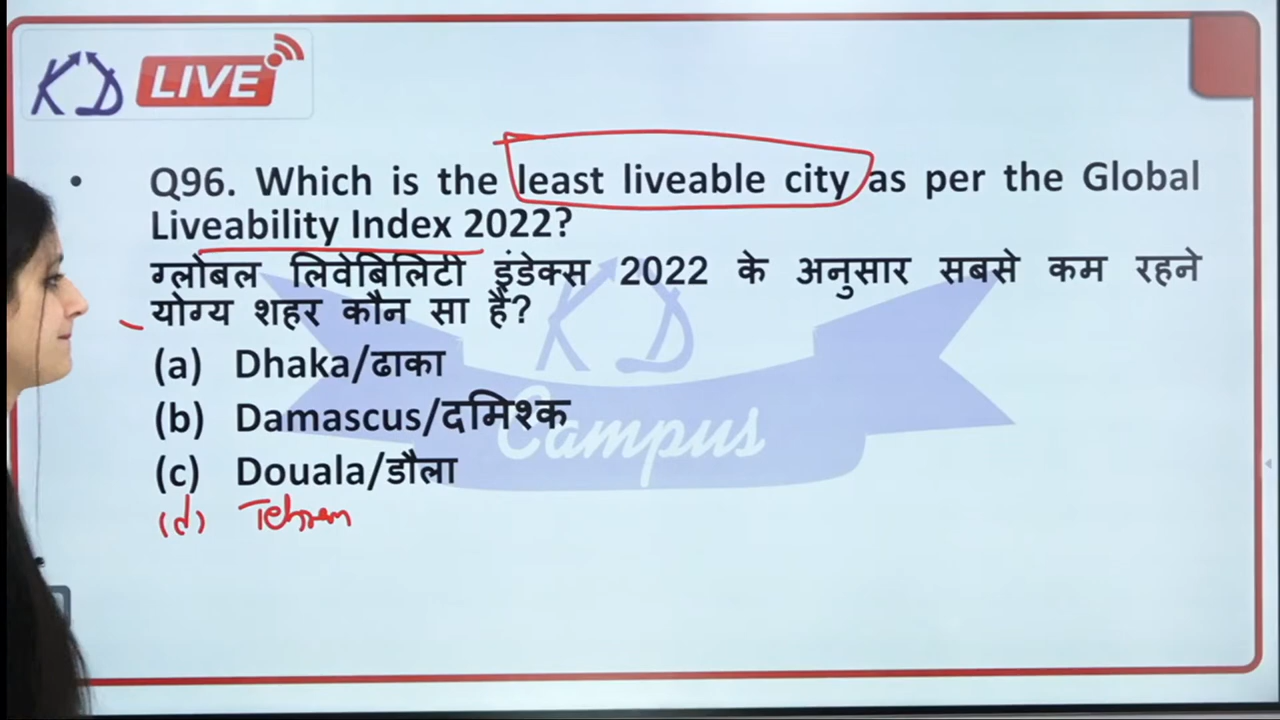 KD LIVE
• Q96. Which is the least liveable city as per the Global
Liveability Index 2022?
ग्लोबल लिवेबिलिटी इंडेक्स 2022 के अनुसार सबसे कम रहने
योग्य शहर कौन सा है?
(a) Dhaka/ढाका
(b) Damascus/दमिश्क
(c) Douala/डौला
(d) Tehran
KD
Campus